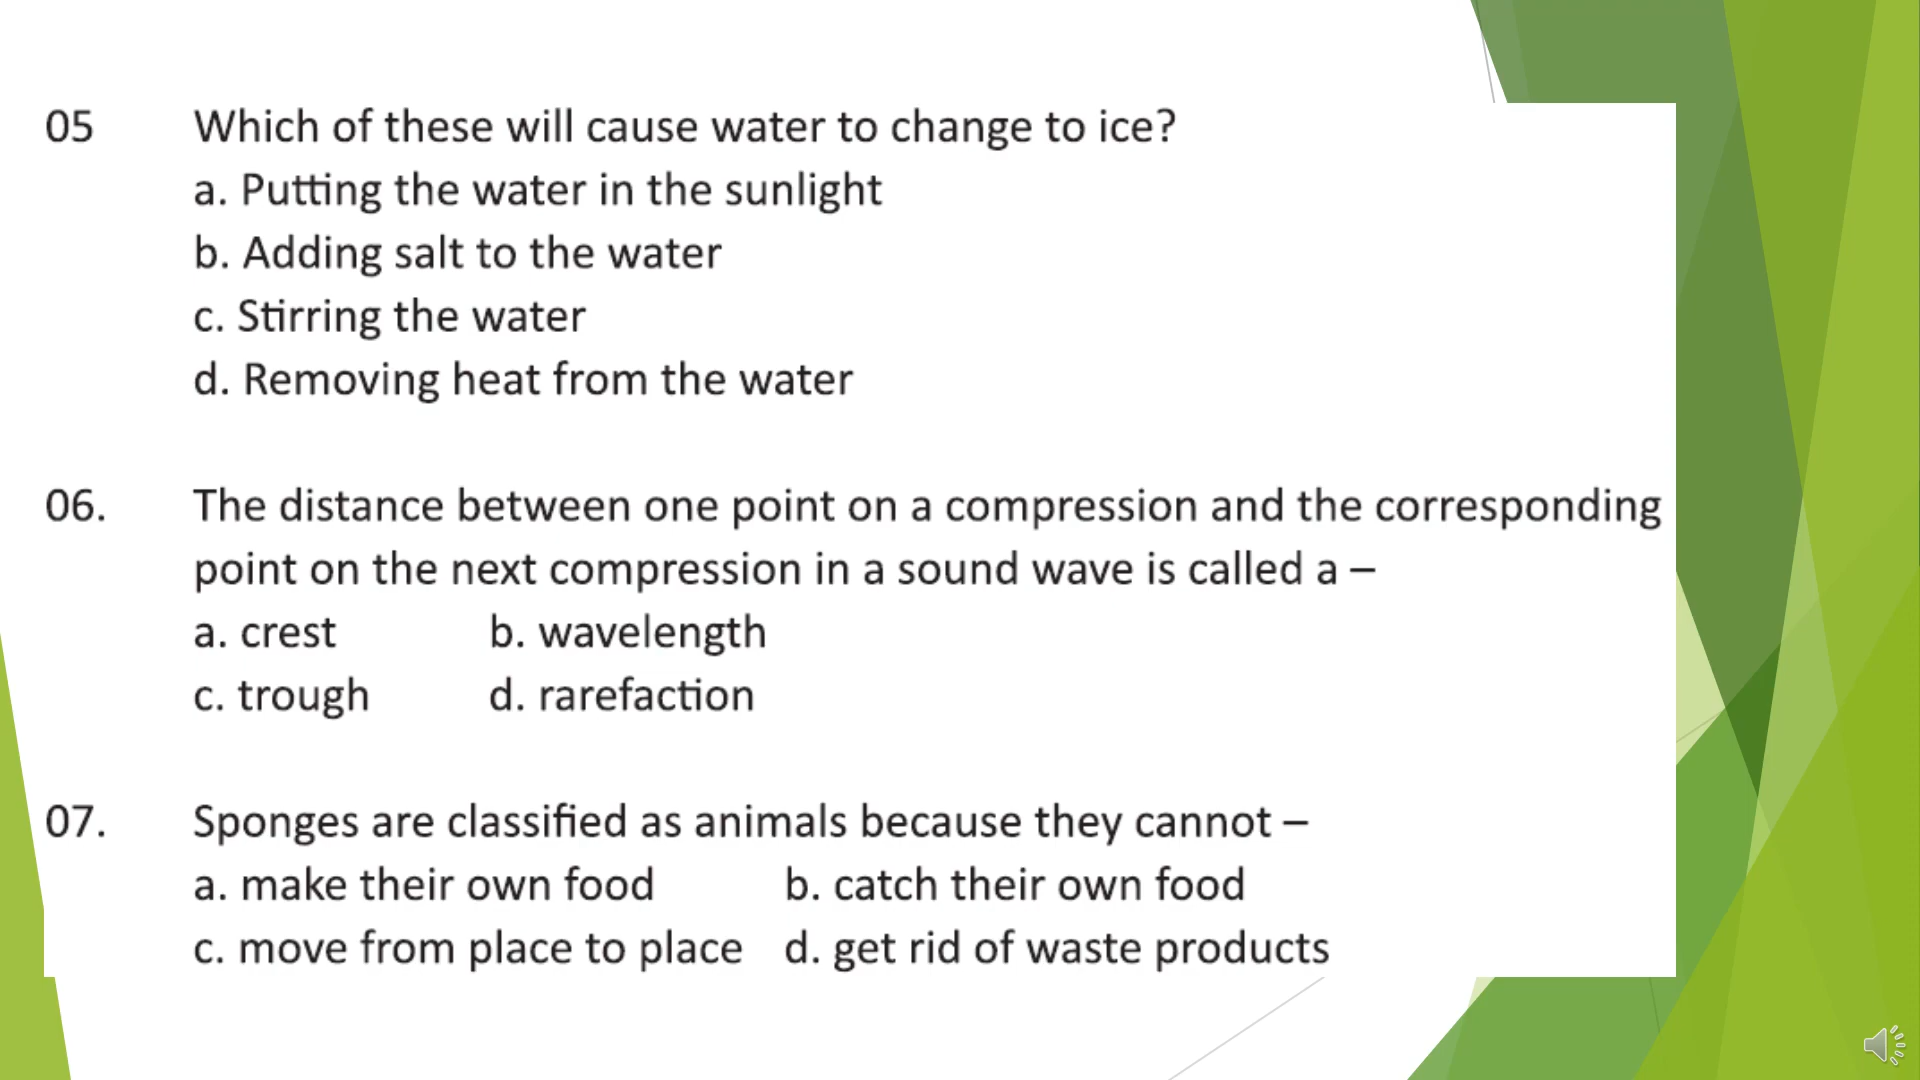 05 Which of these will cause water to change to ice?
a. Putting the water in the sunlight
b. Adding salt to the water
c. Stirring the water
d. Removing heat from the water
06. The distance between one point on a compression and the corresponding
point on the next compression in a sound wave is called a –
a. crest b. wavelength
c. trough d. rarefaction
07. Sponges are classified as animals because they cannot –
a. make their own food b. catch their own food
c. move from place to place d. get rid of waste products